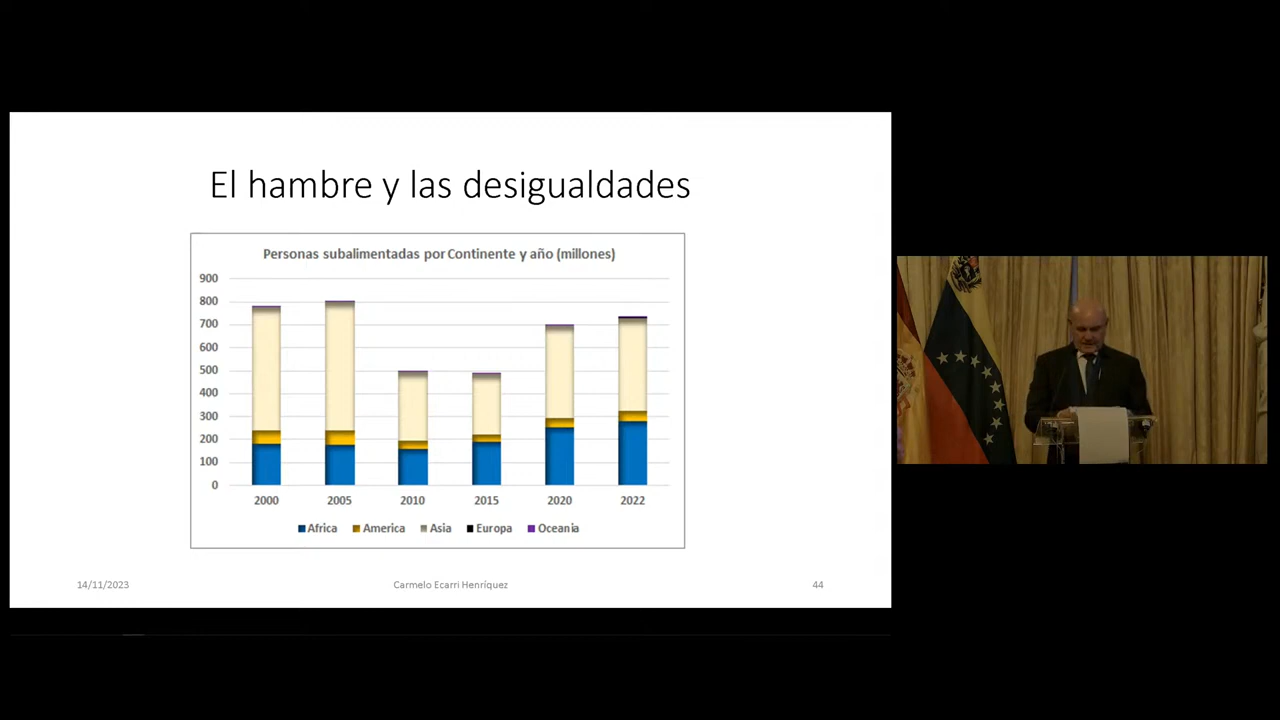 El hambre y las desigualdades
Personas subalimentadas por Continente y año (millones)
900
800
700
600
500
400
300
200
100
0
2000 2005 2010 2015 2020 2022
Africa America Asia Europa Oceania
14/11/2023 Carmelo Ecarri Henríquez 44